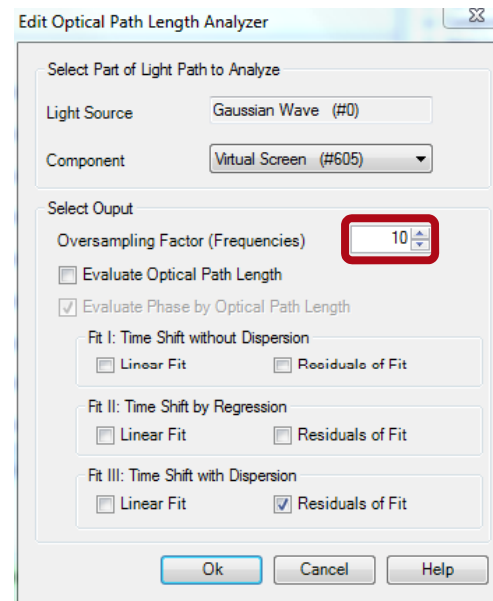 Edit Optical Path Length Analyzer
Select Part of Light Path to Analyze
Light Source Gaussian Wave (#0)
Component Virtual Screen (#605)
Select Ouput
Oversampling Factor (Frequencies) 10
Evaluate Optical Path Length
Evaluate Phase by Optical Path Length
Fit I: Time Shift without Dispersion
Linear Fit Residuals of Fit
Fit II: Time Shift by Regression
Linear Fit Residuals of Fit
Fit III: Time Shift with Dispersion
Linear Fit Residuals of Fit
Ok Cancel Help